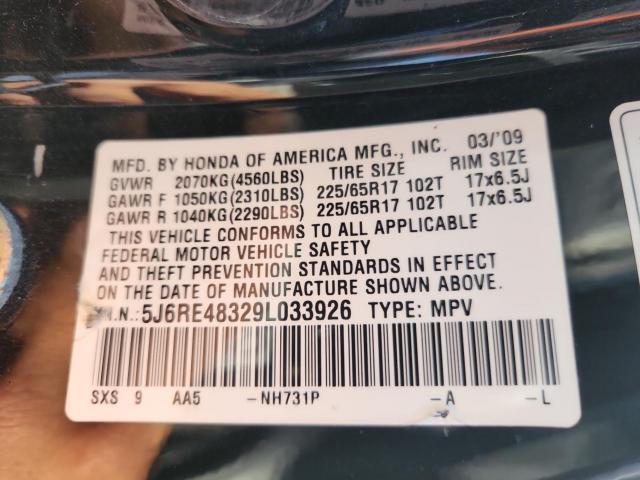 MFD. BY HONDA OF AMERICA MFG., INC. 03/'09
GVWR 2070KG(4560LBS) TIRE SIZE RIM SIZE
GAWR F 1050KG(2310LBS) 225/65R17 102T 17x6.5J
GAWR R 1040KG(2290LBS) 225/65R17 102T 17x6.5J
THIS VEHICLE CONFORMS TO ALL APPLICABLE
FEDERAL MOTOR VEHICLE SAFETY
AND THEFT PREVENTION STANDARDS IN EFFECT
ON THE DATE OF MANUFACTURE SHOWN ABOVE.
V.I.N.:5J6RE48329L033926 TYPE: MPV
SXS 9 AA5 -NH731P -A -L